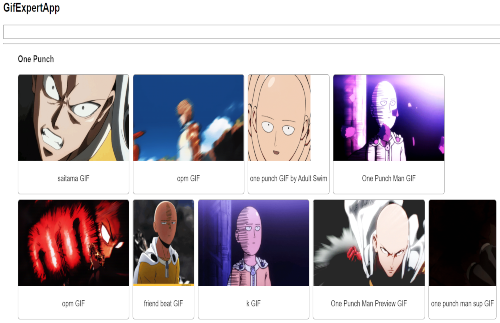 GifExpertApp
One Punch
saitama GIF
opm GIF
one punch GIF by Adult Swim
One Punch Man GIF
opm GIF
friend beat GIF
k GIF
One Punch Man Preview GIF
one punch man sup GIF